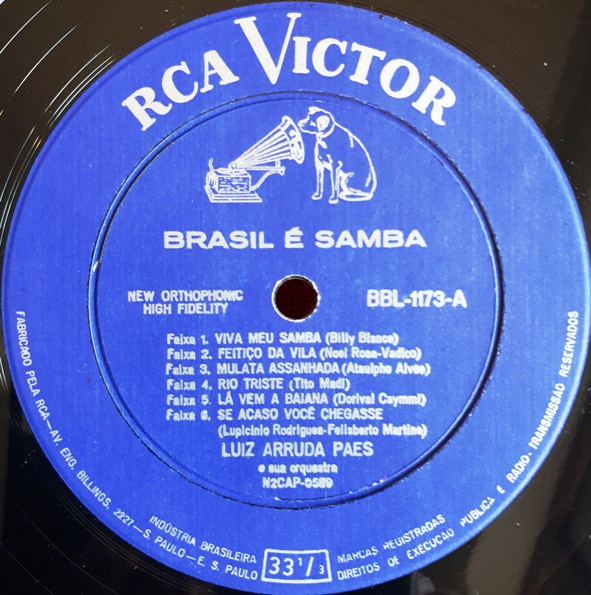 RCA VICTOR
BRASIL É SAMBA
NEW ORTHOPHONIC
HIGH FIDELITY
BBL-1173-A
Faixa 1. VIVA MEU SAMBA (Billy Blanco)
Faixa 2. FEITIÇO DA VILA (Noel Rosa-Vadico)
Faixa 3. MULATA ASSANHADA (Ataulpho Alves)
Faixa 4. RIO TRISTE (Tito Madi)
Faixa 5. LÁ VEM A BAIANA (Dorival Caymmi)
Faixa 6. SE ACASO VOCÊ CHEGASSE
(Lupicinio Rodrigues-Felisberto Martins)
LUIZ ARRUDA PAES
e sua orquestra
N2CAP-0589
FABRICADO PELA RCA — AV. ENG. BILLINGS, 2227 — S. PAULO — E. S. PAULO
INDÚSTRIA BRASILEIRA
33 1/3
MARCAS REGISTRADAS
DIREITOS DE EXECUÇÃO PÚBLICA E RADIO-TRANSMISSÃO RESERVADOS